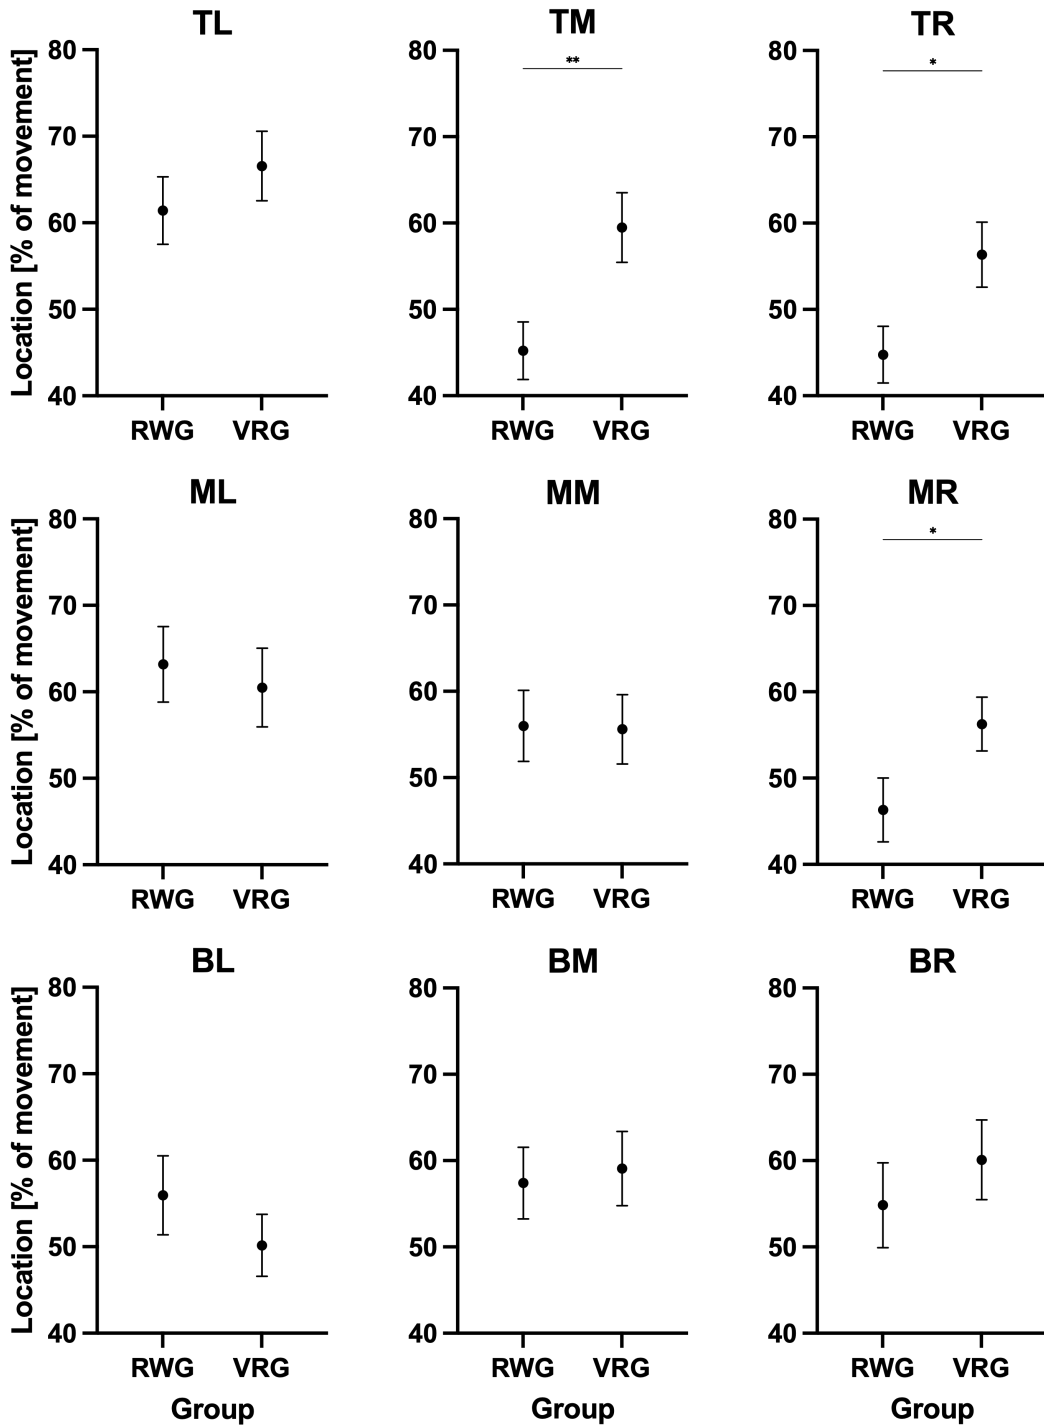 TL TM TR
Location [% of movement]
80 80 80
** *
70 70 70
60 60 60
50 50 50
40 40 40
RWG VRG RWG VRG RWG VRG
ML MM MR
Location [% of movement]
80 80 80
*
70 70 70
60 60 60
50 50 50
40 40 40
RWG VRG RWG VRG RWG VRG
BL BM BR
Location [% of movement]
80 80 80
70 70 70
60 60 60
50 50 50
40 40 40
RWG VRG RWG VRG RWG VRG
Group Group Group